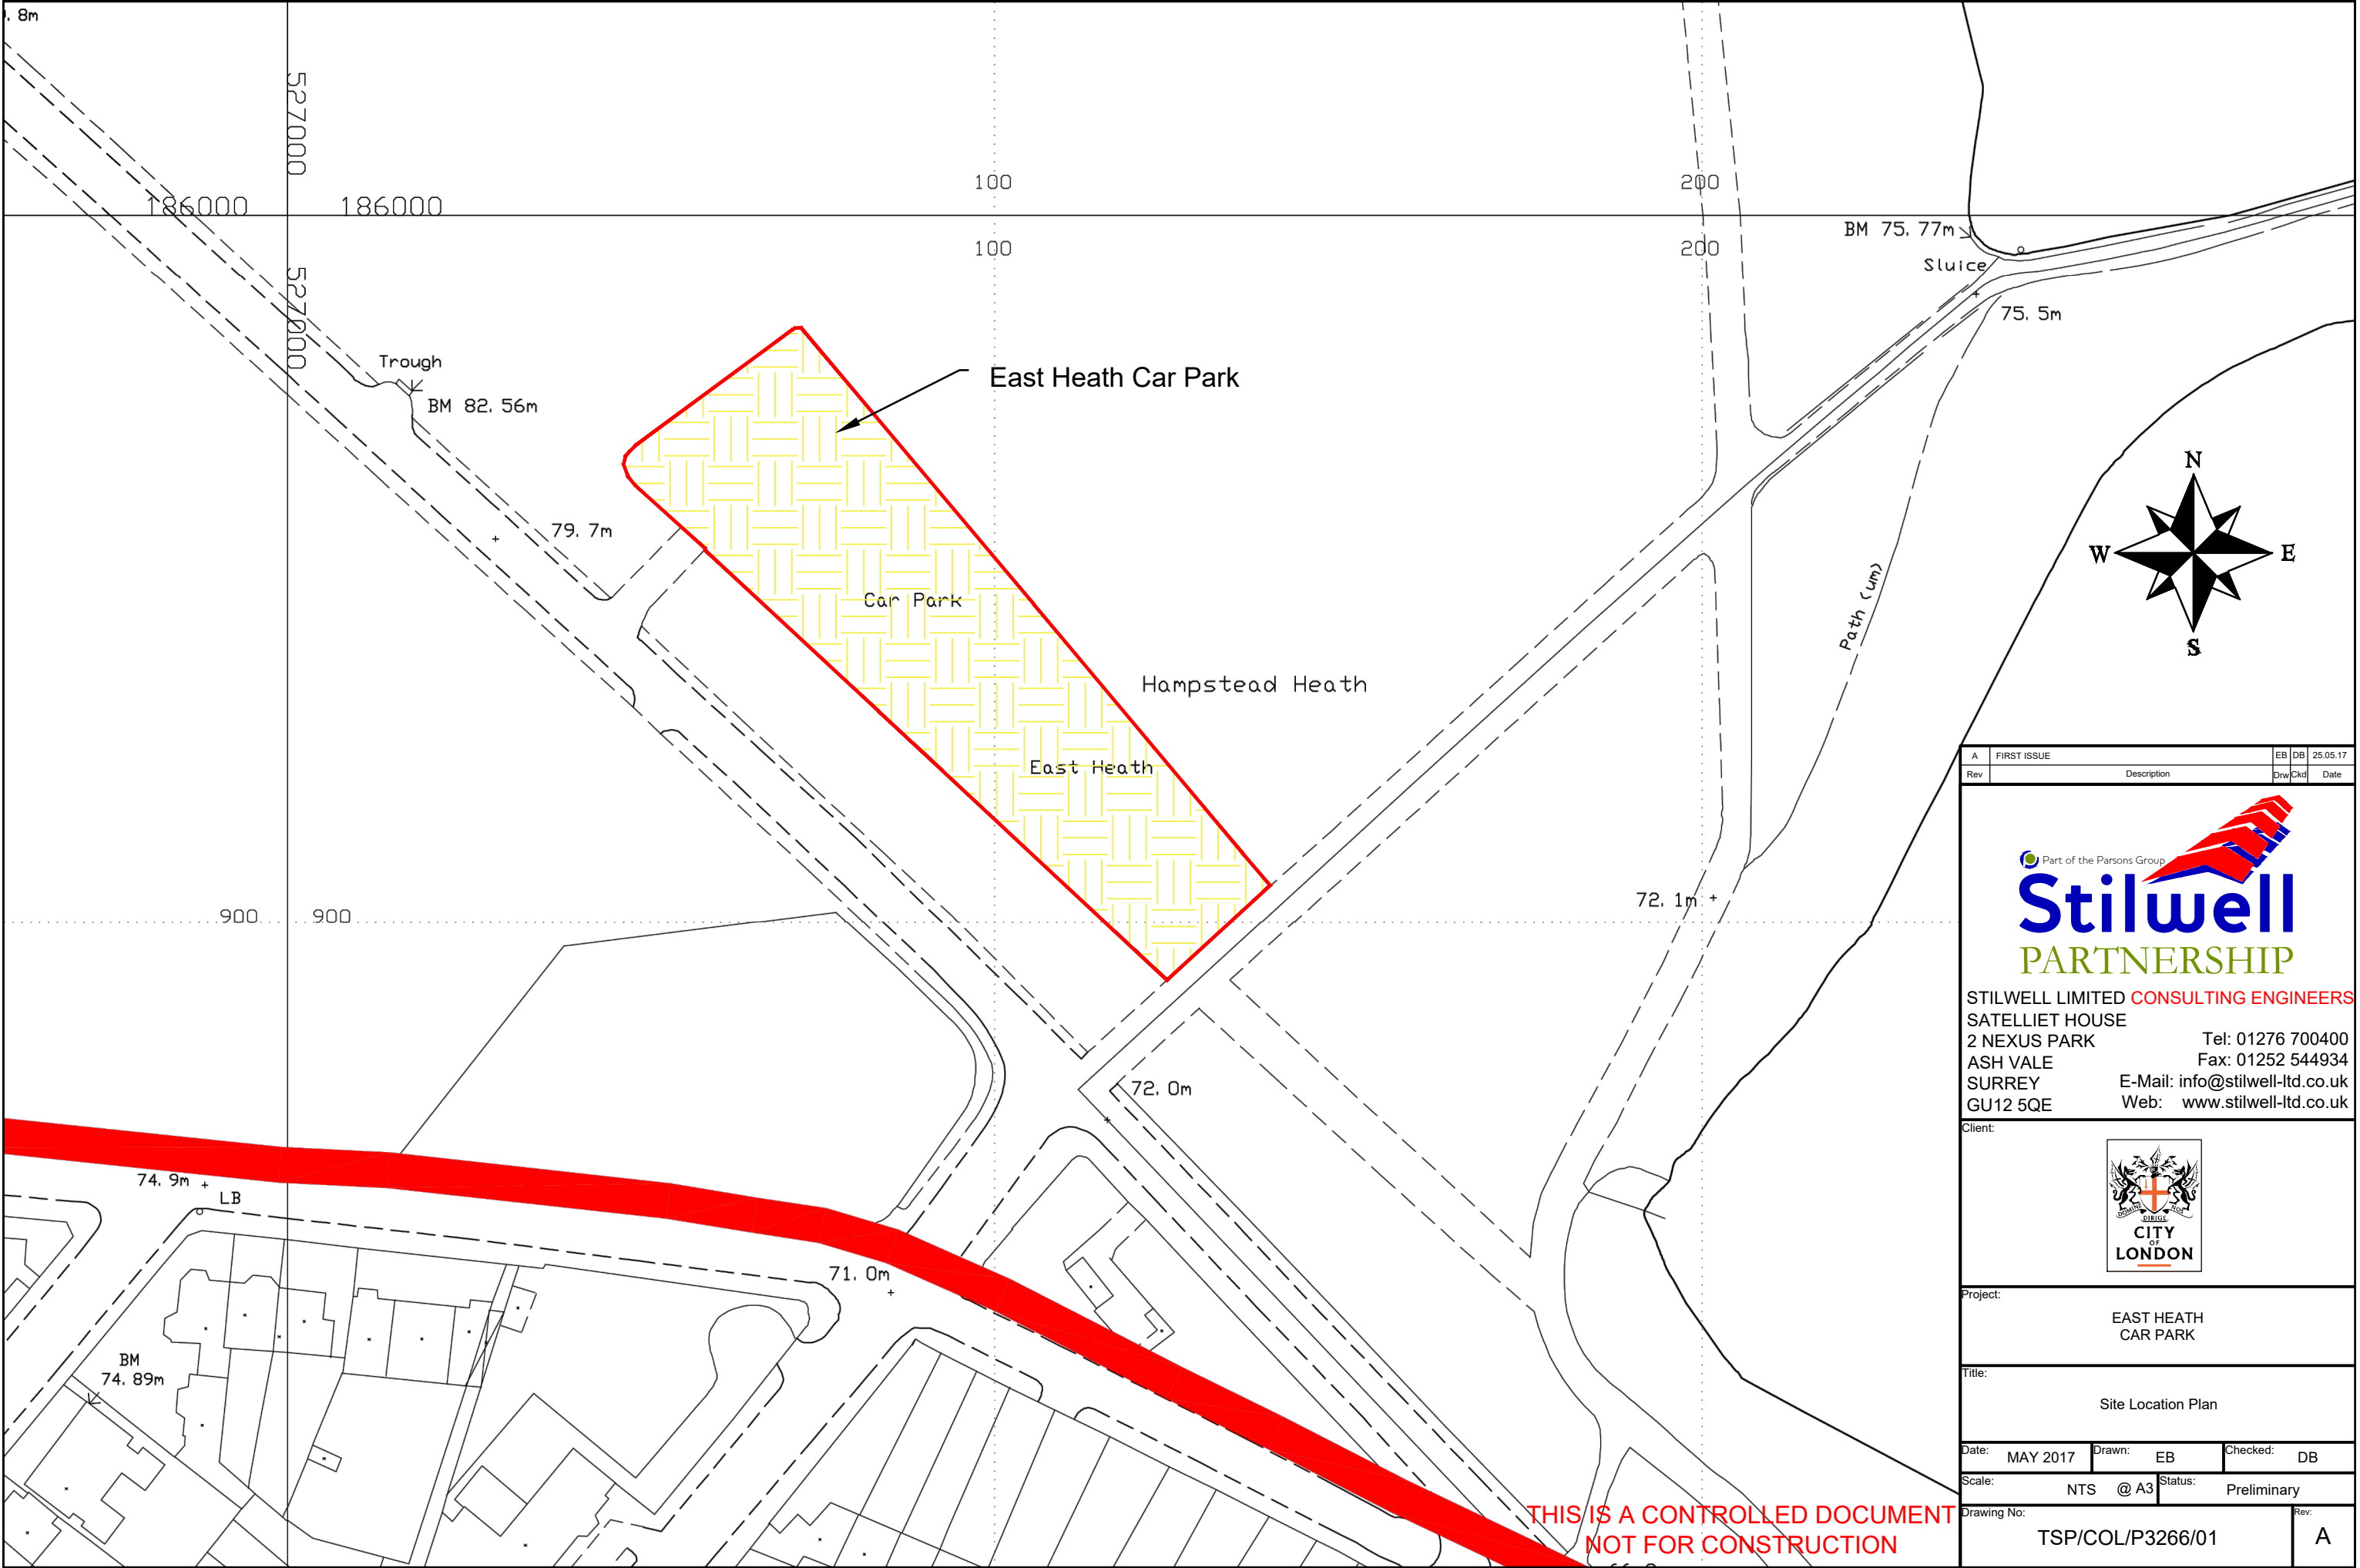 . 8m
527000
186000
186000
527000
100
200
100
200
BM 75. 77m
Sluice
75. 5m
Trough
BM 82. 56m
East Heath Car Park
79. 7m
Car Park
Path (um)
Hampstead Heath
East Heath
72. 1m
900
900
72. 0m
74. 9m
LB
71. 0m
BM
74. 89m
THIS IS A CONTROLLED DOCUMENT
NOT FOR CONSTRUCTION
N
W E
S
A FIRST ISSUE EB DB 25.05.17
Rev Description Drw Ckd Date
Part of the Parsons Group
Stilwell
PARTNERSHIP
STILWELL LIMITED CONSULTING ENGINEERS
SATELLIET HOUSE
2 NEXUS PARK Tel: 01276 700400
ASH VALE Fax: 01252 544934
SURREY E-Mail: info@stilwell-ltd.co.uk
GU12 5QE Web: www.stilwell-ltd.co.uk
Client:
DOMINE DIRIGE NOS
CITY
OF
LONDON
Project:
EAST HEATH
CAR PARK
Title:
Site Location Plan
Date: MAY 2017 Drawn: EB Checked: DB
Scale: NTS @ A3 Status: Preliminary
Drawing No: Rev:
TSP/COL/P3266/01 A